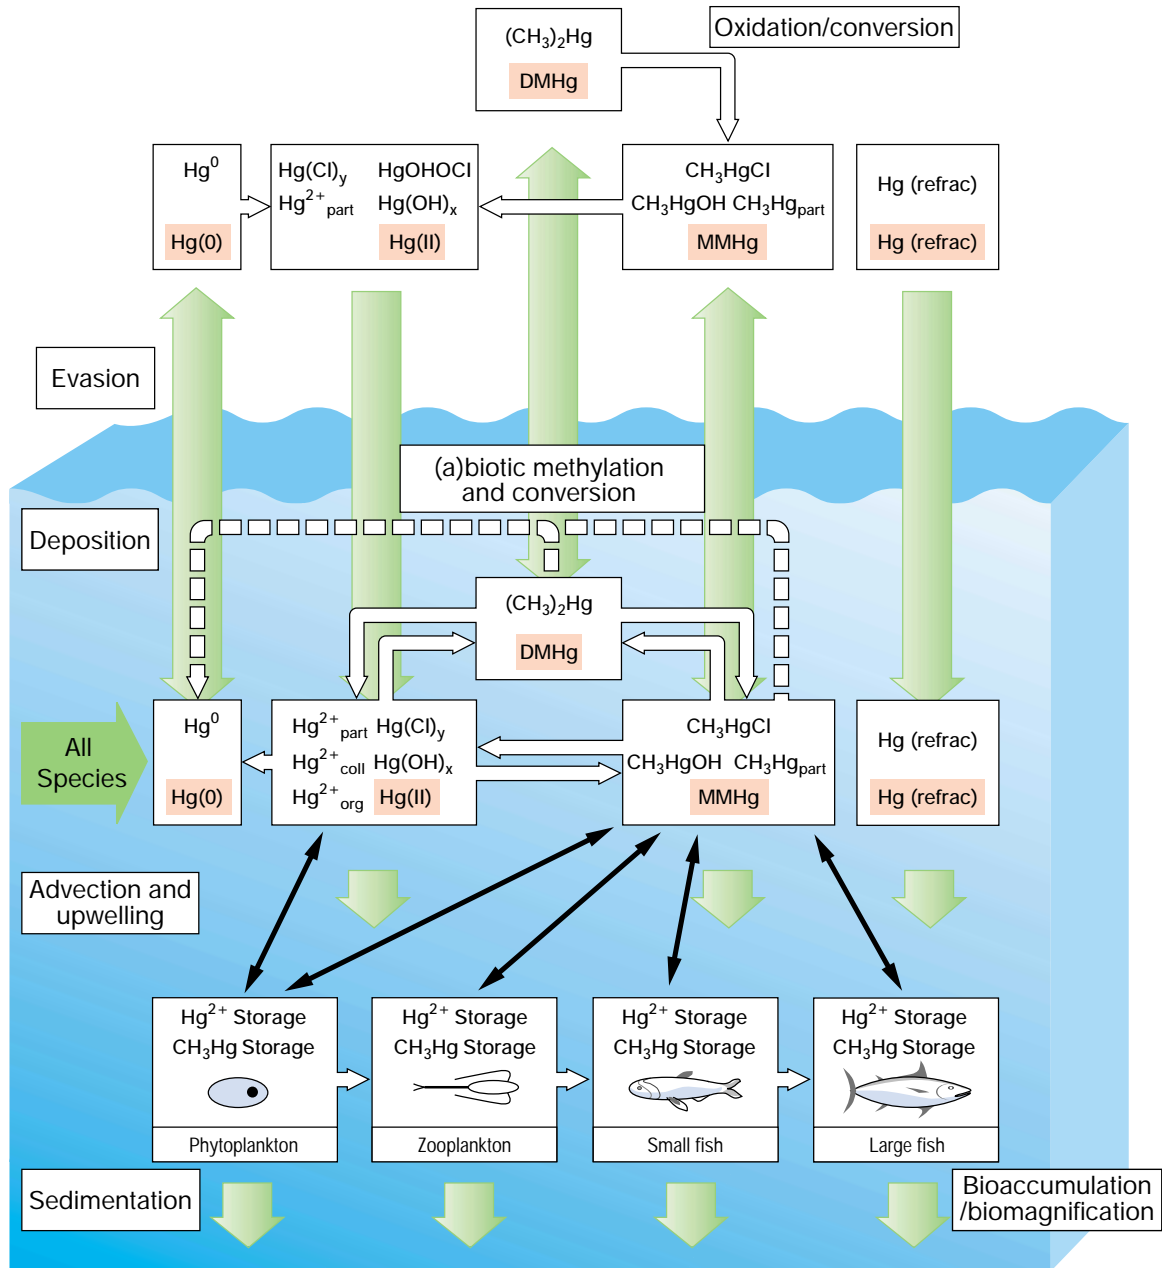 Oxidation/conversion
(CH₃)₂Hg
DMHg
Hg⁰
Hg(0)
Hg(Cl)y HgOHOCl
Hg²⁺part Hg(OH)ₓ
Hg(II)
CH₃HgCl
CH₃HgOH CH₃Hgpart
MMHg
Hg (refrac)
Hg (refrac)
Evasion
(a)biotic methylation
and conversion
Deposition
(CH₃)₂Hg
DMHg
All
Species
Hg⁰
Hg(0)
Hg²⁺part Hg(Cl)y
Hg²⁺coll Hg(OH)ₓ
Hg²⁺org Hg(II)
CH₃HgCl
CH₃HgOH CH₃Hgpart
MMHg
Hg (refrac)
Hg (refrac)
Advection and
upwelling
Hg²⁺ Storage
CH₃Hg Storage
Phytoplankton
Hg²⁺ Storage
CH₃Hg Storage
Zooplankton
Hg²⁺ Storage
CH₃Hg Storage
Small fish
Hg²⁺ Storage
CH₃Hg Storage
Large fish
Sedimentation
Bioaccumulation
/biomagnification